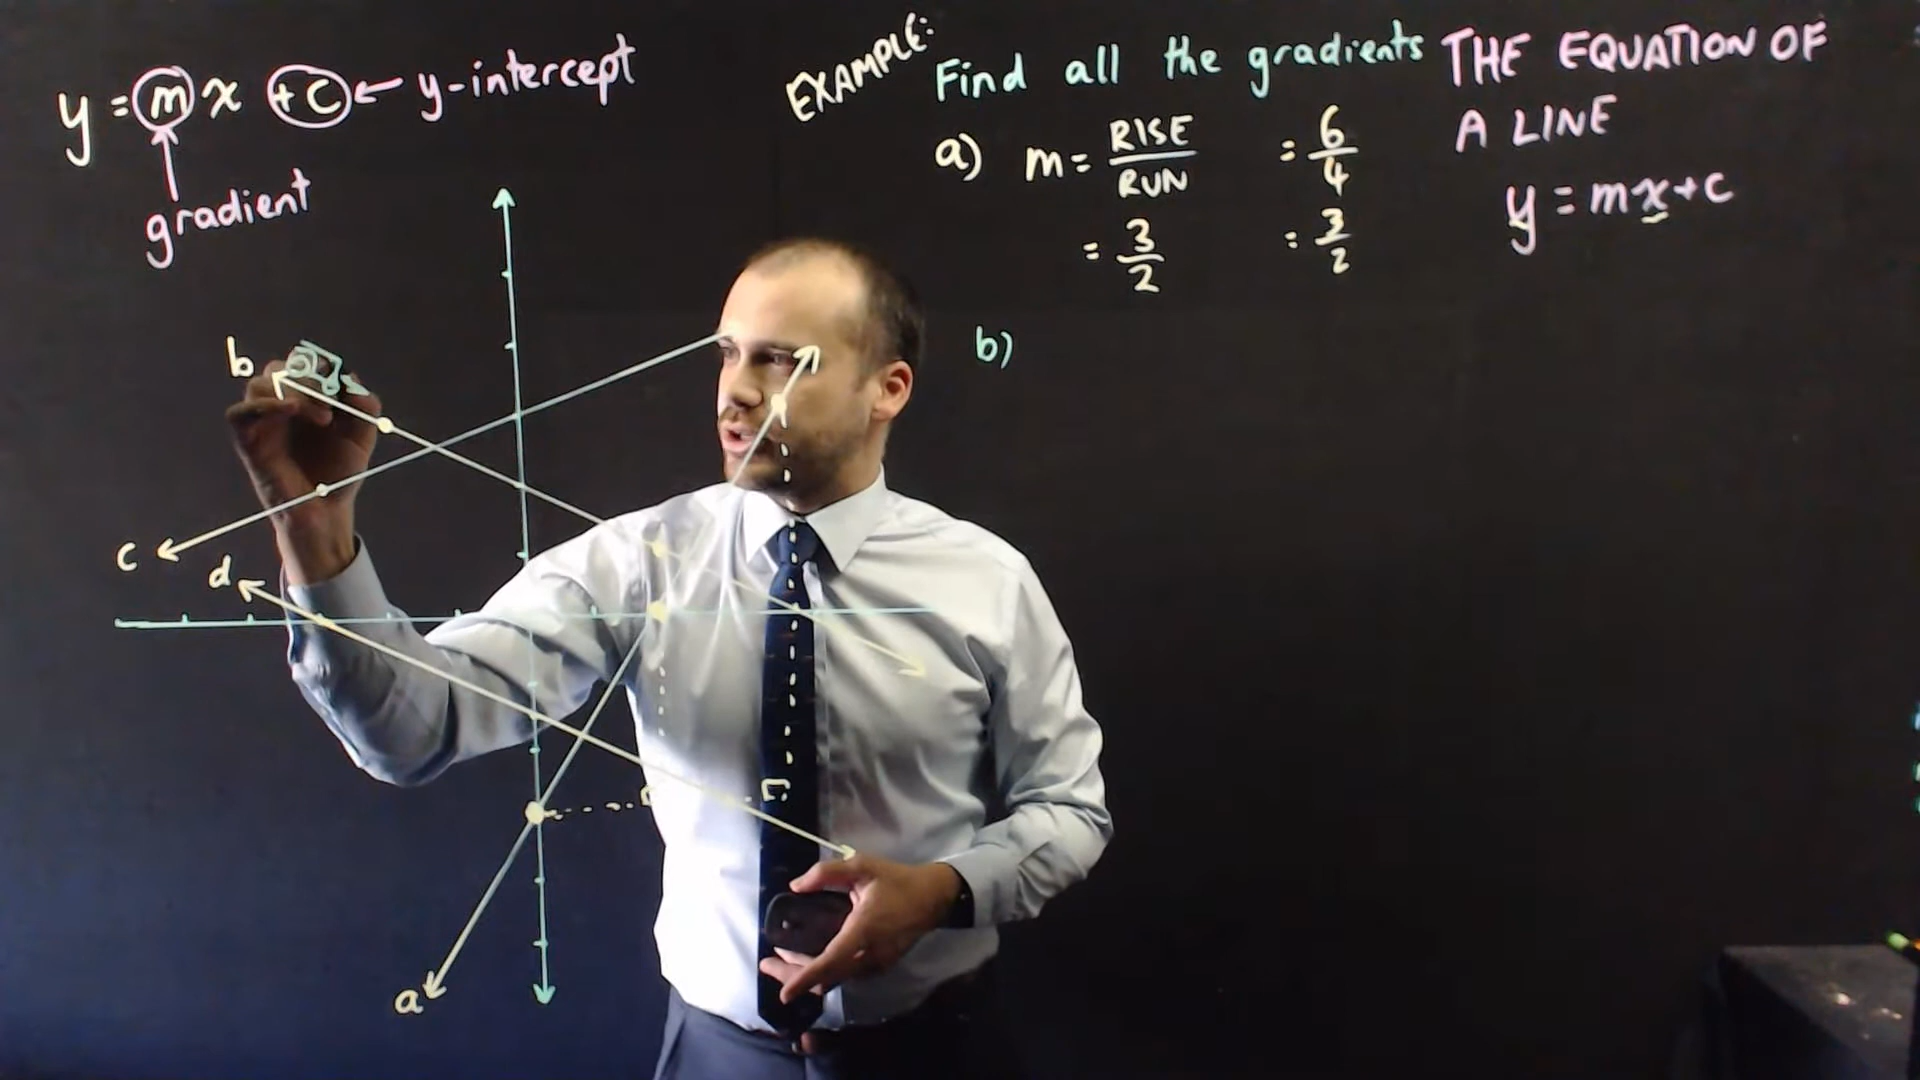 y = mx + c ← y-intercept
gradient
EXAMPLE: Find all the gradients
a) m = RISE/RUN = 6/4
= 3/2 = 3/2
b)
THE EQUATION OF
A LINE
y = mx + c
b
c
d
a